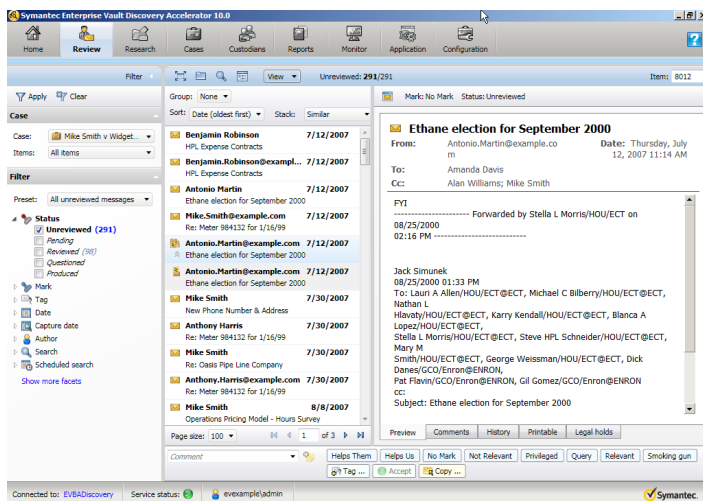 Symantec Enterprise Vault Discovery Accelerator 10.0
Home Review Research Cases Custodians Reports Monitor Application Configuration
Filter
View
Unreviewed: 291/291
Item: 8012
Apply Clear
Case
Case: Mike Smith v Widget...
Items: All items
Filter
Preset: All unreviewed messages
Status
Unreviewed (291)
Pending
Reviewed (98)
Questioned
Produced
Mark
Tag
Date
Capture date
Author
Search
Scheduled search
Show more facets
Group: None
Sort: Date (oldest first) Stack: Similar
Benjamin Robinson 7/12/2007
HPL Expense Contracts
Benjamin.Robinson@exampl... 7/12/2007
HPL Expense Contracts
Antonio Martin 7/12/2007
Ethane election for September 2000
Mike.Smith@example.com 7/12/2007
Re: Meter 984132 for 1/16/99
Antonio.Martin@example.com 7/12/2007
Ethane election for September 2000
Antonio.Martin@example.com 7/12/2007
Ethane election for September 2000
Mike Smith 7/30/2007
New Phone Number & Address
Anthony Harris 7/30/2007
Re: Meter 984132 for 1/16/99
Mike Smith 7/30/2007
Re: Oasis Pipe Line Company
Anthony.Harris@example.com 7/30/2007
Re: Meter 984132 for 1/16/99
Mike Smith 8/8/2007
Operations Pricing Model - Hours Survey
Page size: 100 1 of 3
Mark: No Mark Status: Unreviewed
Ethane election for September 2000
From: Antonio.Martin@example.co
m
Date: Thursday, July
12, 2007 11:14 AM
To: Amanda Davis
Cc: Alan Williams; Mike Smith
FYI
---------------------- Forwarded by Stella L Morris/HOU/ECT on
08/25/2000
02:16 PM ---------------------------
Jack Simunek
08/25/2000 01:33 PM
To: Lauri A Allen/HOU/ECT@ECT, Michael C Bilberry/HOU/ECT@ECT,
Nathan L
Hlavaty/HOU/ECT@ECT, Karry Kendall/HOU/ECT@ECT, Blanca A
Lopez/HOU/ECT@ECT,
Stella L Morris/HOU/ECT@ECT, Steve HPL Schneider/HOU/ECT@ECT,
Mary M
Smith/HOU/ECT@ECT, George Weissman/HOU/ECT@ECT, Dick
Danes/GCO/Enron@ENRON,
Pat Flavin/GCO/Enron@ENRON, Gil Gomez/GCO/Enron@ENRON
cc:
Subject: Ethane election for September 2000
Preview Comments History Printable Legal holds
Comment
Helps Them Helps Us No Mark Not Relevant Privileged Query Relevant Smoking gun
Tag ... Accept Copy ...
Connected to: EVBADiscovery Service status: evexample\admin
Symantec.